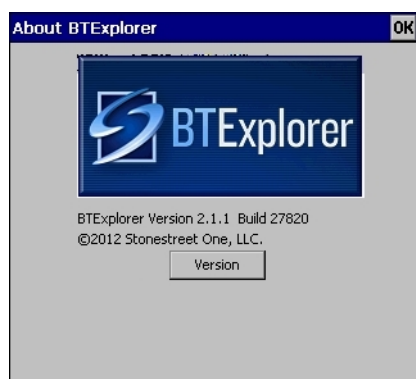 About BTExplorer
OK
BTExplorer
BTExplorer Version 2.1.1 Build 27820
©2012 Stonestreet One, LLC.
Version